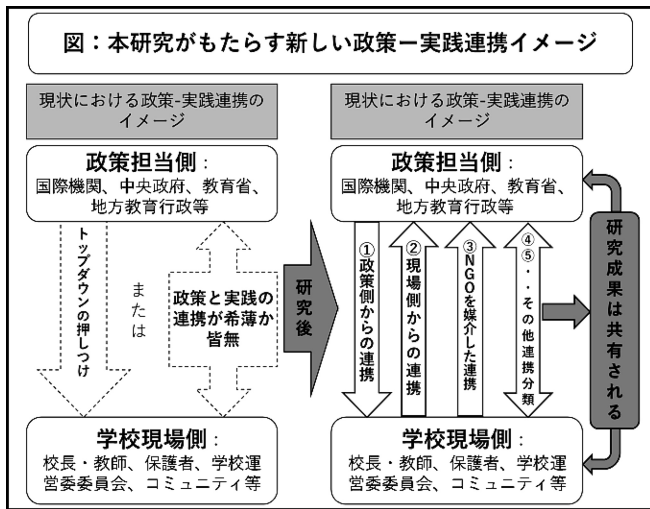 図：本研究がもたらす新しい政策ー実践連携イメージ
現状における政策-実践連携の
イメージ
政策担当側：
国際機関、中央政府、教育省、
地方教育行政等
トップダウンの押しつけ
または
政策と実践の
連携が希薄か
皆無
学校現場側：
校長・教師、保護者、学校運
営委委員会、コミュニティ等
研究後
現状における政策-実践連携の
イメージ
政策担当側：
国際機関、中央政府、教育省、
地方教育行政等
①政策側からの連携
②現場側からの連携
③NGOを媒介した連携
④⑤・・その他連携分類
学校現場側：
校長・教師、保護者、学校運
営委委員会、コミュニティ等
研究成果は共有される